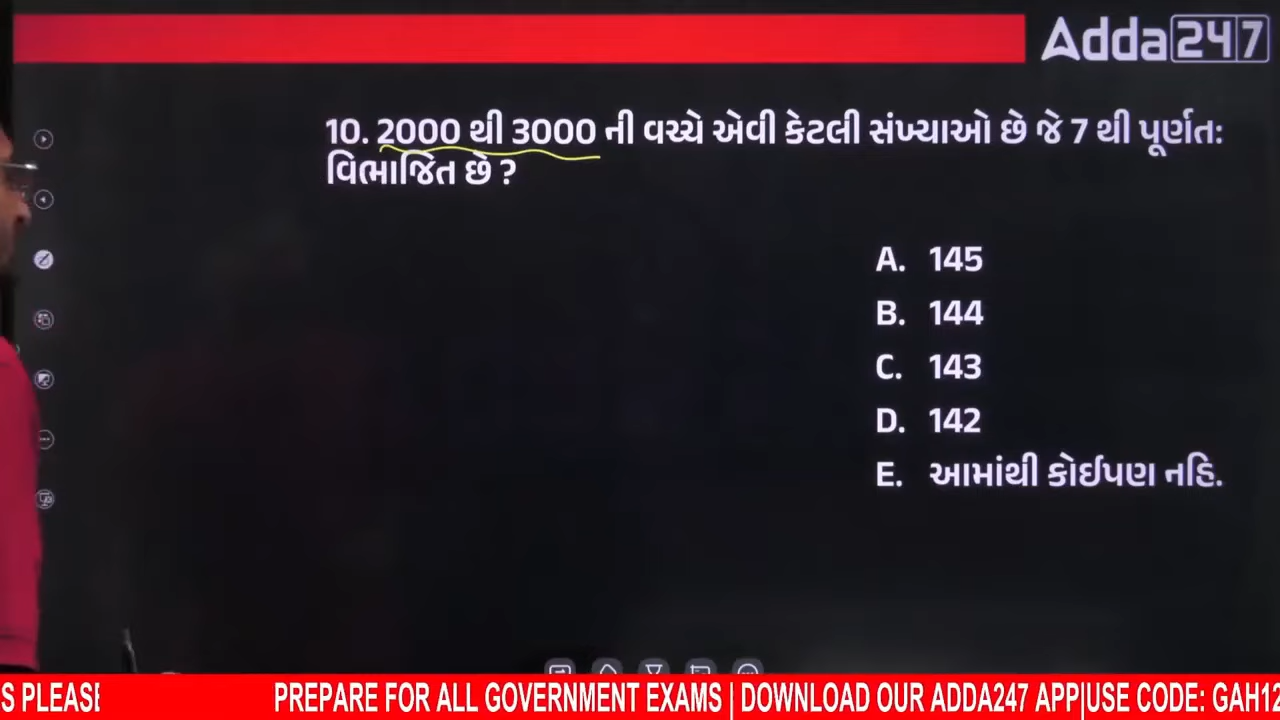 Adda247
10. 2000 થી 3000 ની વચ્ચે એવી કેટલી સંખ્યાઓ છે જે 7 થી પૂર્ણત:
વિભાજિત છે ?
A. 145
B. 144
C. 143
D. 142
E. આમાંથી કોઈપણ નહિ.
S PLEASE PREPARE FOR ALL GOVERNMENT EXAMS | DOWNLOAD OUR ADDA247 APP|USE CODE: GAH12